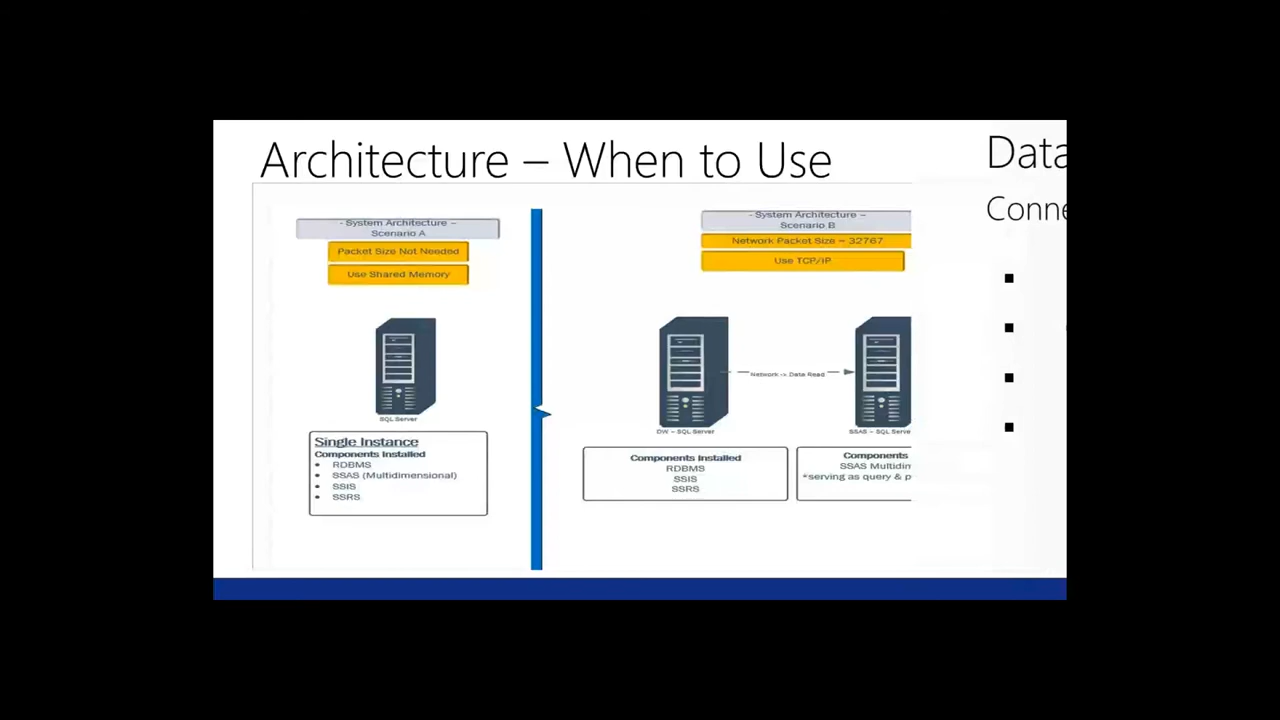 Architecture – When to Use
- System Architecture –
Scenario A
Packet Size Not Needed
Use Shared Memory
SQL Server
Single Instance
Components Installed
• RDBMS
• SSAS (Multidimensional)
• SSIS
• SSRS
- System Architecture –
Scenario B
Network Packet Size = 32767
Use TCP/IP
Network -> Data Read
DW – SQL Server
SSAS – SQL Serve
Components Installed
RDBMS
SSIS
SSRS
Components
SSAS Multidim
*serving as query & p
Data
Conne